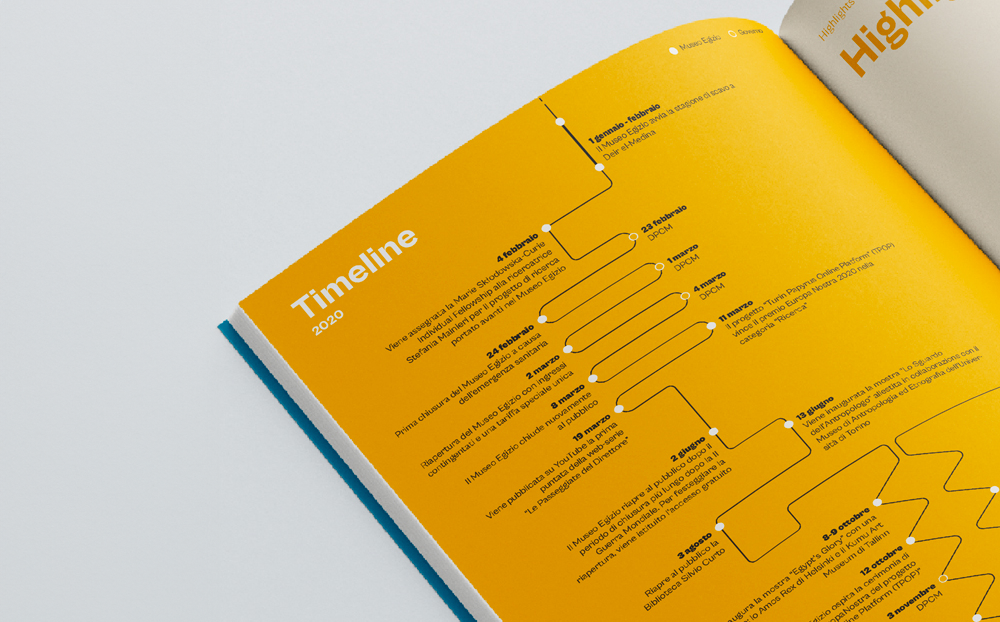 Museo Egizio
Governo
Highlights
1 gennaio - febbraio
Il Museo Egizio avvia la stagione di scavo a
Deir el-Medina
Timeline
2020
4 febbraio
Viene assegnata la Marie Skłodowska-Curie
Individual Fellowship alla ricercatrice
Stefania Mainieri per il progetto di ricerca
portato avanti nel Museo Egizio
23 febbraio
DPCM
24 febbraio
Prima chiusura del Museo Egizio a causa
dell'emergenza sanitaria
1 marzo
DPCM
2 marzo
Riapertura del Museo Egizio con ingressi
contingentati e una tariffa speciale unica
4 marzo
DPCM
8 marzo
Il Museo Egizio chiude nuovamente
al pubblico
11 marzo
Il progetto "Turin Papyrus Online Platform" (TPOP)
vince il premio Europa Nostra 2020 nella
categoria "Ricerca"
19 marzo
Viene pubblicata su YouTube la prima
puntata della web-serie
"Le Passeggiate del Direttore"
2 giugno
Il Museo Egizio riapre al pubblico dopo il
periodo di chiusura più lungo dopo la II
Guerra Mondiale. Per festeggiare la
riapertura, viene istituito l'accesso gratuito
13 giugno
Viene inaugurata la mostra "Lo Sguardo
dell'Antropologo" allestita in collaborazione con il
Museo di Antropologia ed Etnografia dell'Univer-
sità di Torino
3 agosto
Riapre al pubblico la
Biblioteca Silvio Curto
8-9 ottobre
augura la mostra "Egypt's Glory" con una
Amos Rex di Helsinki e il Kumu Art
Museum di Tallinn
12 ottobre
gizio ospita la cerimonia di
Europa Nostra del progetto
Online Platform (TPOP)"
3 novembre
DPCM